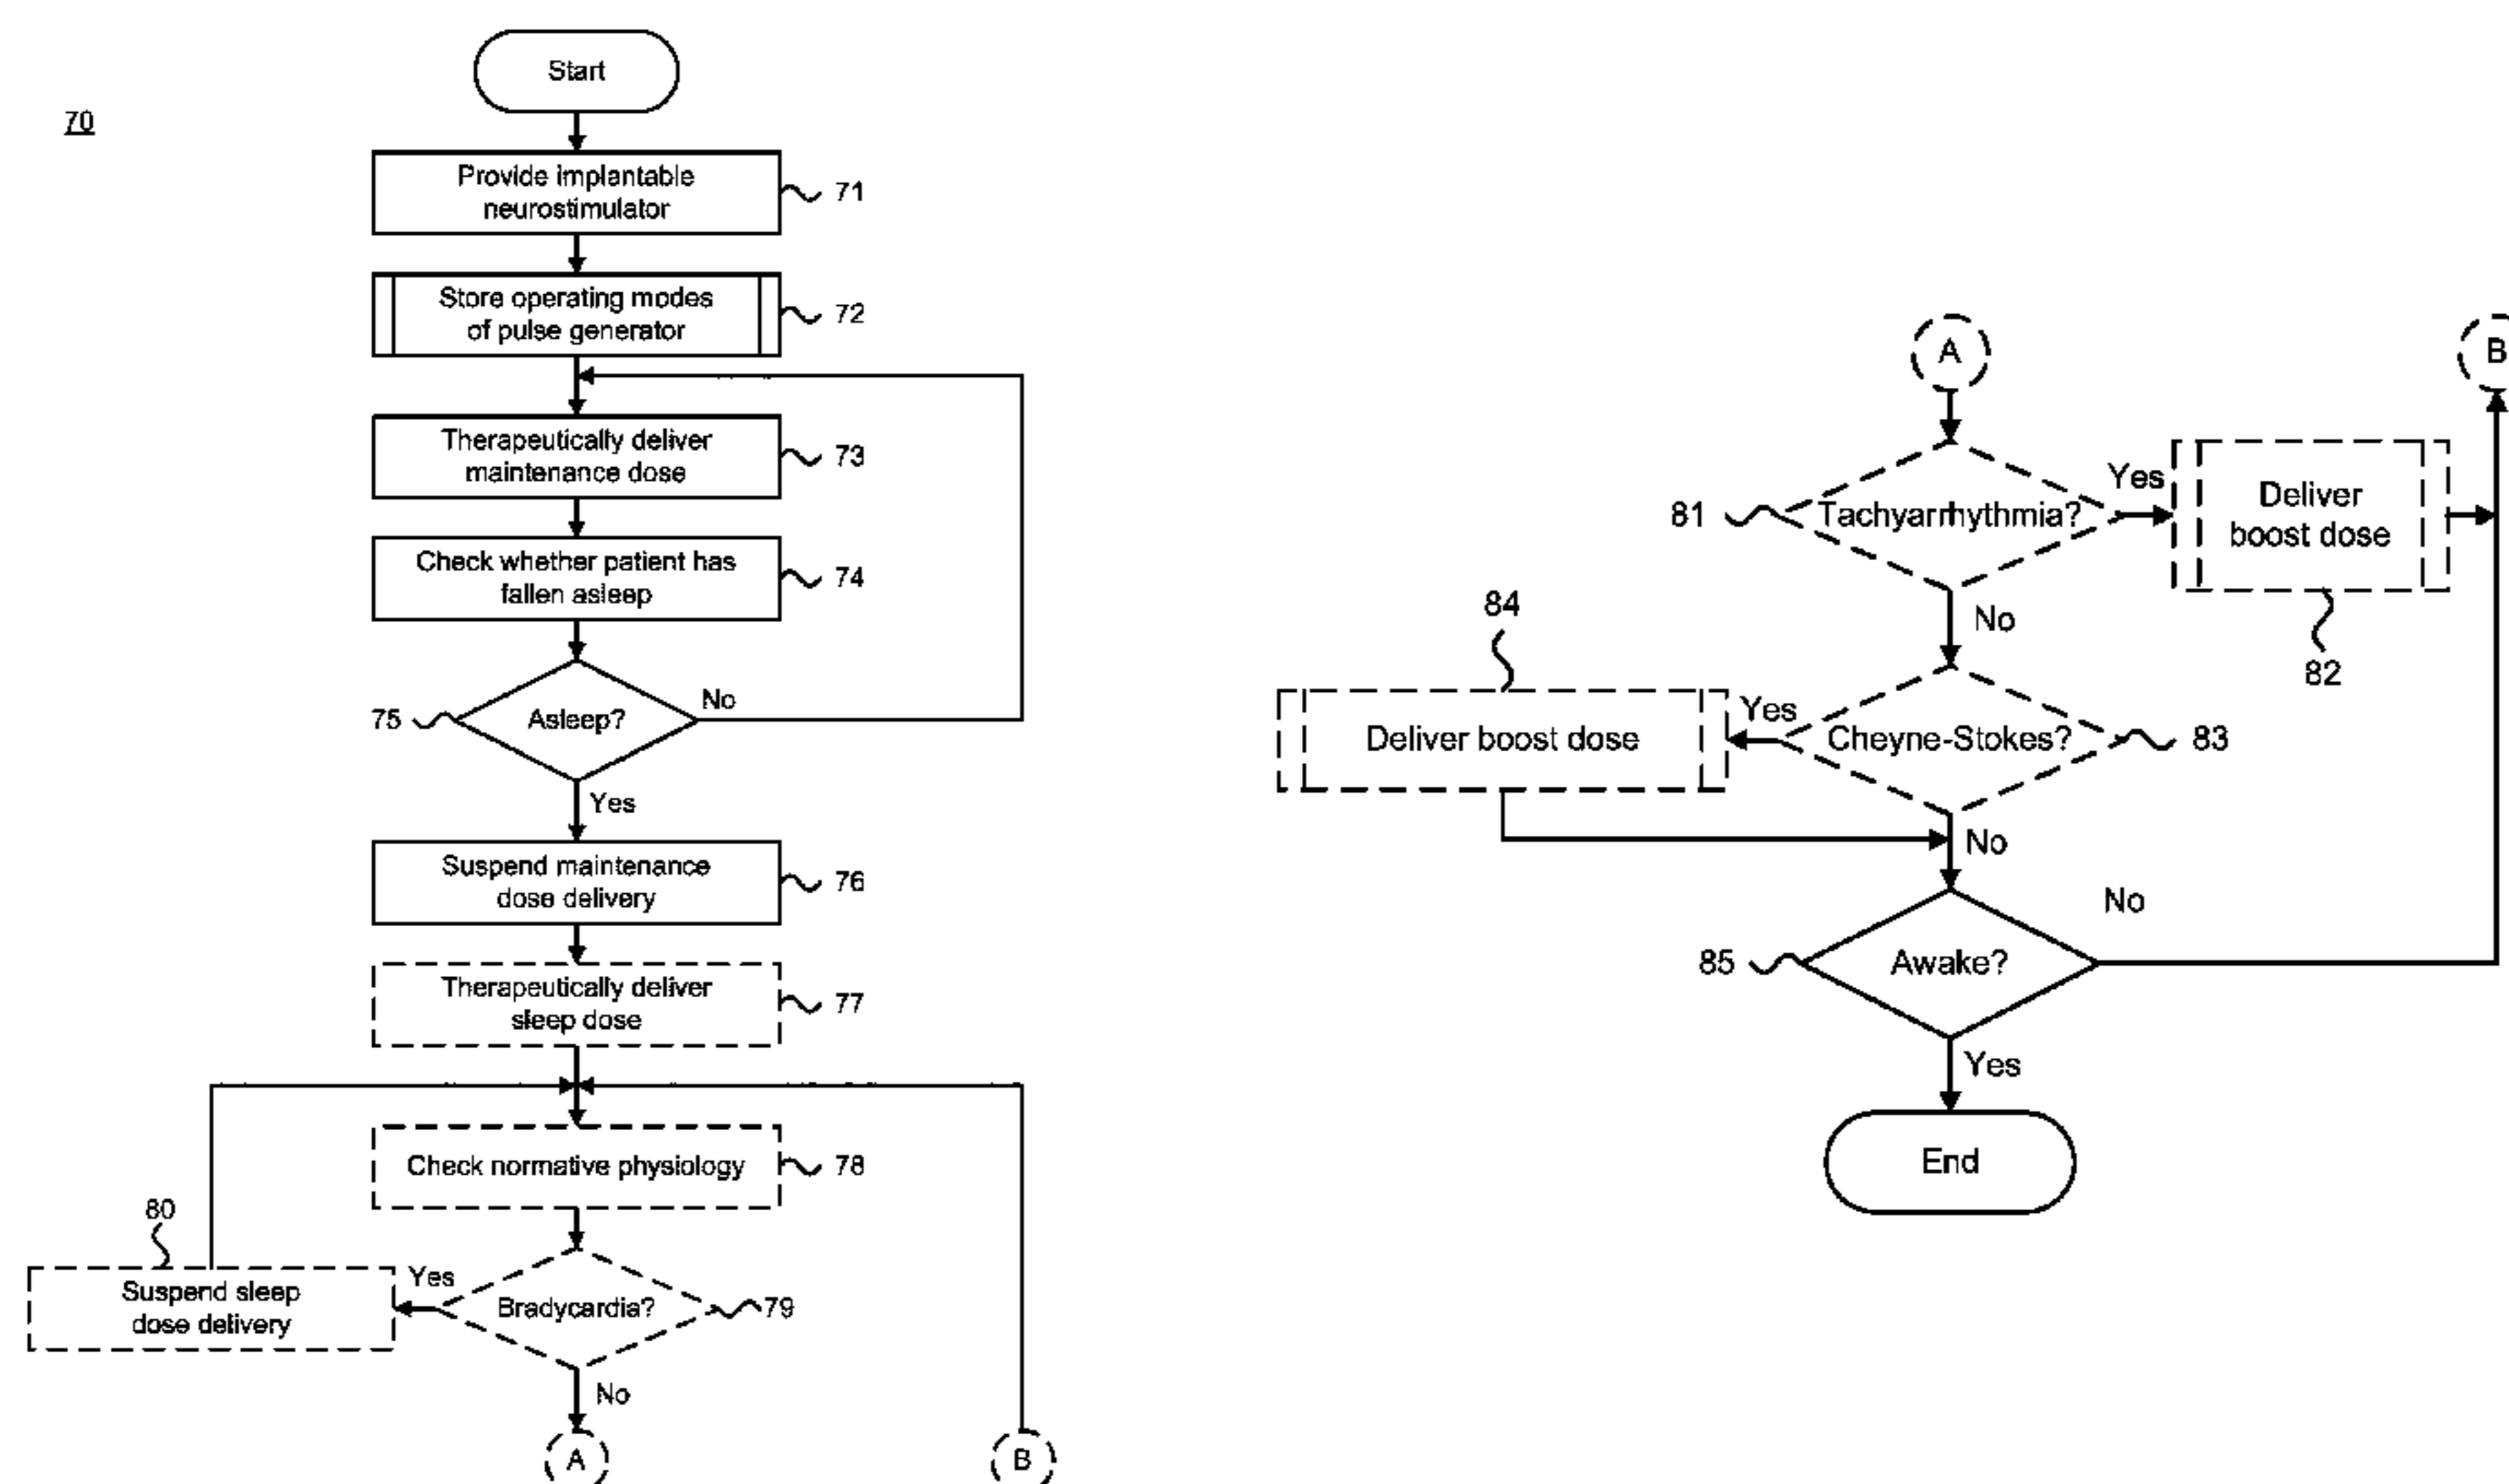 70
Start
Provide implantable
neurostimulator
71
Store operating modes
of pulse generator
72
Therapeutically deliver
maintenance dose
73
Check whether patient has
fallen asleep
74
75
Asleep?
No
Yes
Suspend maintenance
dose delivery
76
Therapeutically deliver
sleep dose
77
Check normative physiology
78
80
Suspend sleep
dose delivery
Yes
Bradycardia?
79
No
A
B
A
B
81
Tachyarrhythmia?
Yes
Deliver
boost dose
82
No
84
Deliver boost dose
Yes
Cheyne-Stokes?
83
No
85
Awake?
No
Yes
End